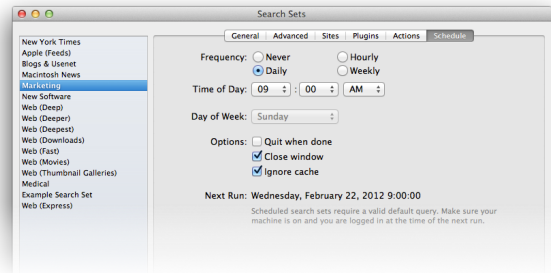 Search Sets
General Advanced Sites Plugins Actions Schedule
New York Times
Apple (Feeds)
Blogs & Usenet
Macintosh News
Marketing
New Software
Web (Deep)
Web (Deeper)
Web (Deepest)
Web (Downloads)
Web (Fast)
Web (Movies)
Web (Thumbnail Galleries)
Medical
Example Search Set
Web (Express)
Frequency: Never Hourly
Daily Weekly
Time of Day: 09 : 00 AM
Day of Week: Sunday
Options: Quit when done
Close window
Ignore cache
Next Run: Wednesday, February 22, 2012 9:00:00
Scheduled search sets require a valid default query. Make sure your
machine is on and you are logged in at the time of the next run.